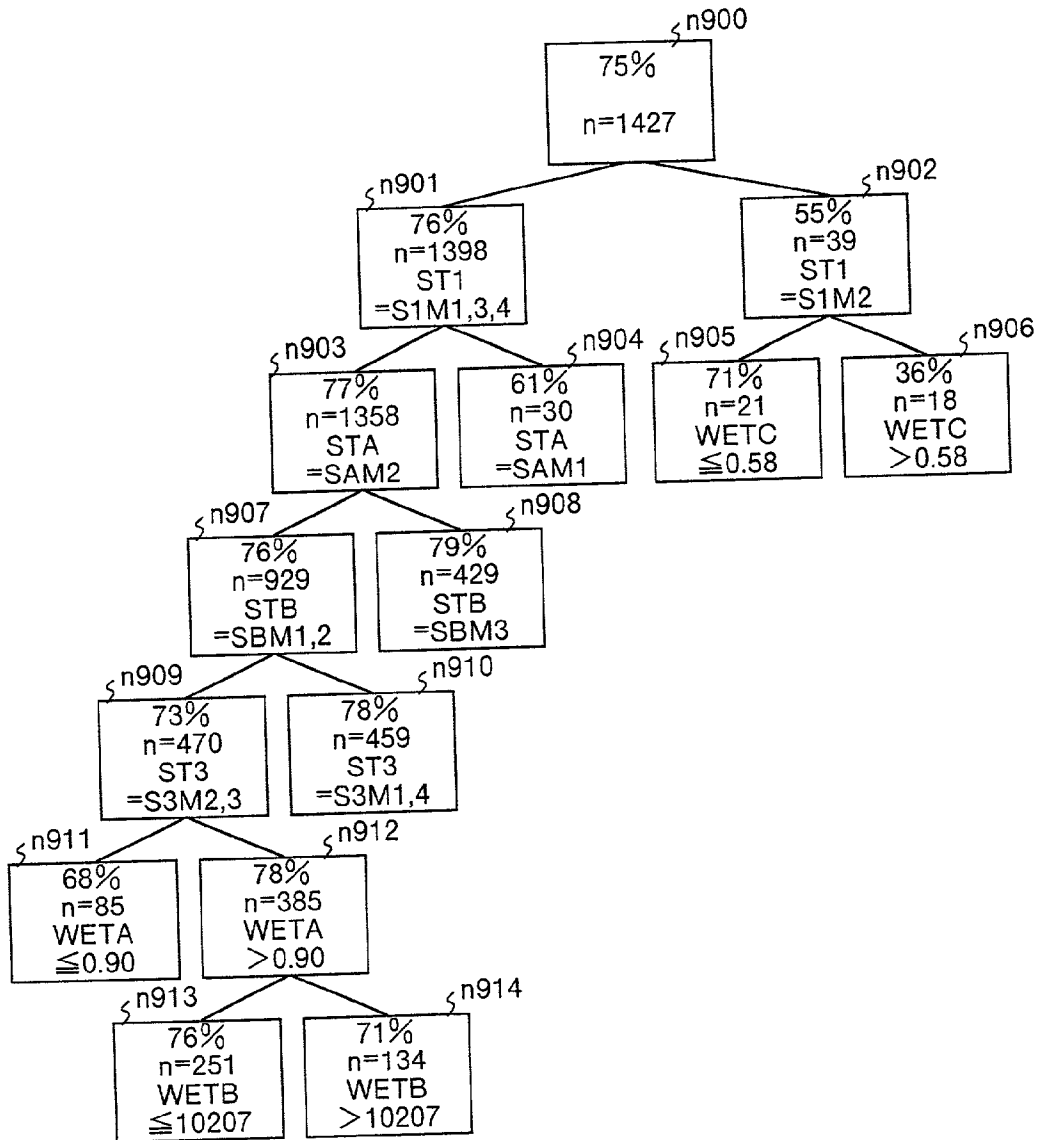 n900
75%
n=1427
n901
76%
n=1398
ST1
=S1M1,3,4
n902
55%
n=39
ST1
=S1M2
n903
77%
n=1358
STA
=SAM2
n904
61%
n=30
STA
=SAM1
n905
71%
n=21
WETC
≦0.58
n906
36%
n=18
WETC
>0.58
n907
76%
n=929
STB
=SBM1,2
n908
79%
n=429
STB
=SBM3
n909
73%
n=470
ST3
=S3M2,3
n910
78%
n=459
ST3
=S3M1,4
n911
68%
n=85
WETA
≦0.90
n912
78%
n=385
WETA
>0.90
n913
76%
n=251
WETB
≦10207
n914
71%
n=134
WETB
>10207